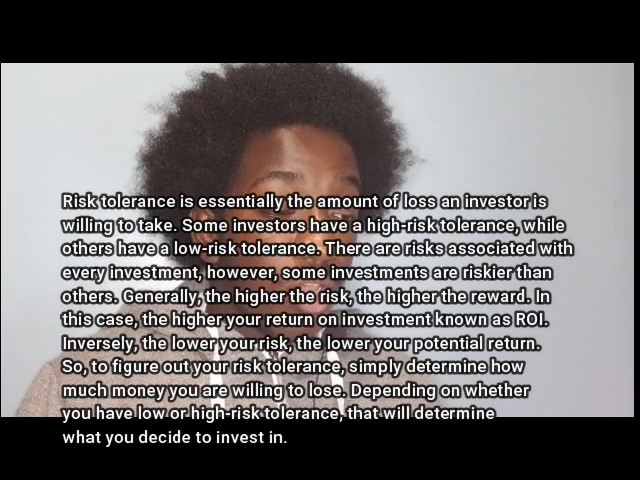 Risk tolerance is essentially the amount of loss an investor is
willing to take. Some investors have a high-risk tolerance, while
others have a low-risk tolerance. There are risks associated with
every investment, however, some investments are riskier than
others. Generally, the higher the risk, the higher the reward. In
this case, the higher your return on investment known as ROI.
Inversely, the lower your risk, the lower your potential return.
So, to figure out your risk tolerance, simply determine how
much money you are willing to lose. Depending on whether
you have low or high-risk tolerance, that will determine
what you decide to invest in.